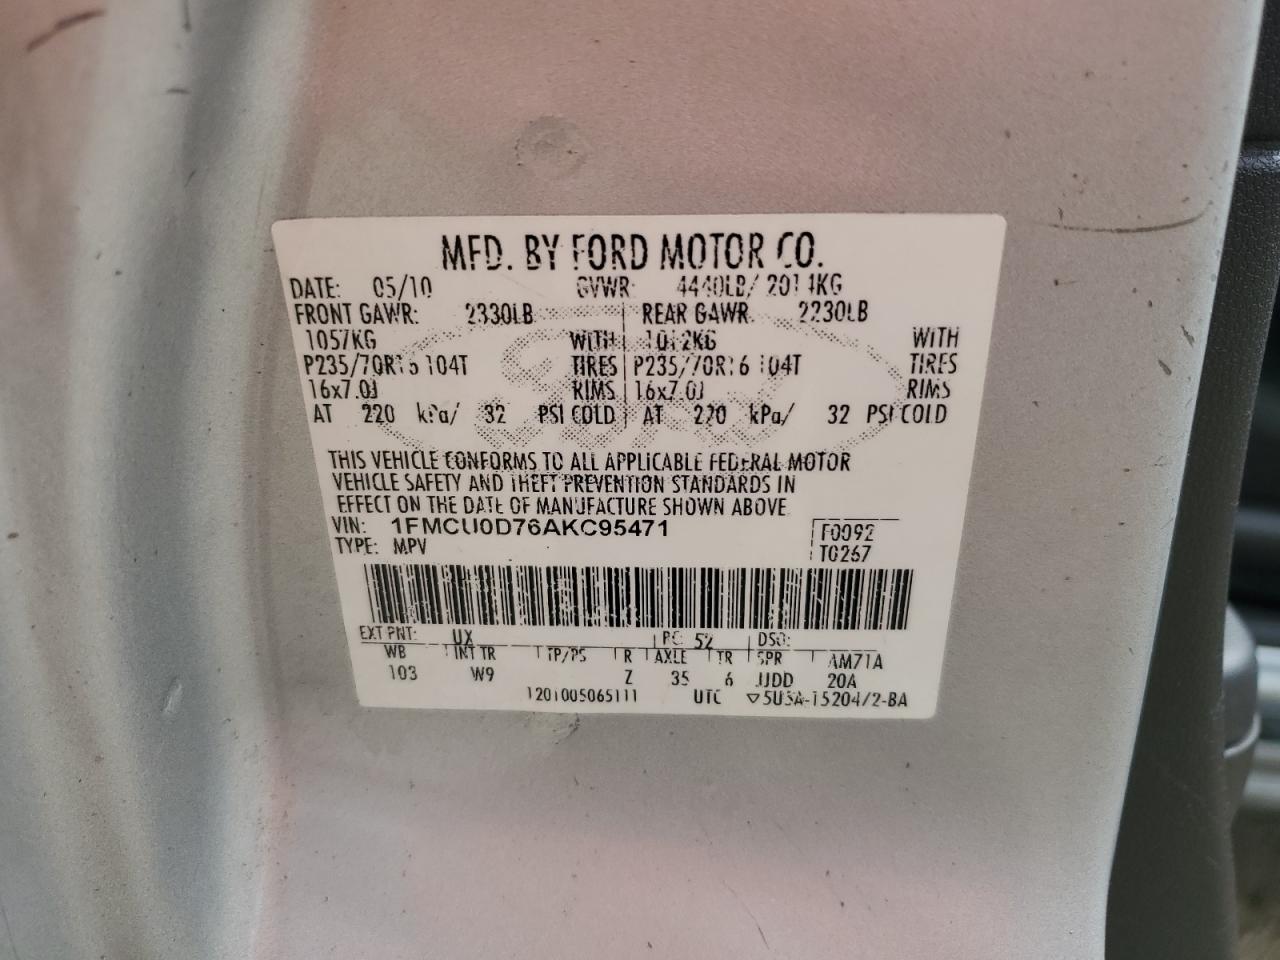 MFD. BY FORD MOTOR CO.
DATE: 05/10 GVWR: 4440LB/ 2014KG
FRONT GAWR: 2330LB REAR GAWR: 2230LB
1057KG WITH 1012KG WITH
P235/70R16 104T TIRES P235/70R16 104T TIRES
16x7.0J RIMS 16x7.0J RIMS
AT 220 kPa/ 32 PSI COLD AT 220 kPa/ 32 PSI COLD
THIS VEHICLE CONFORMS TO ALL APPLICABLE FEDERAL MOTOR
VEHICLE SAFETY AND THEFT PREVENTION STANDARDS IN
EFFECT ON THE DATE OF MANUFACTURE SHOWN ABOVE
VIN: 1FMCU0D76AKC95471 F0092
TYPE: MPV T0267
EXT PNT: UX RC: 52 DSO:
WB INT TR TP/PS R AXLE TR SPR AM71A
103 W9 Z 35 6 JJDD 20A
1201005065111 UTC ▽5U5A-15204/2-BA